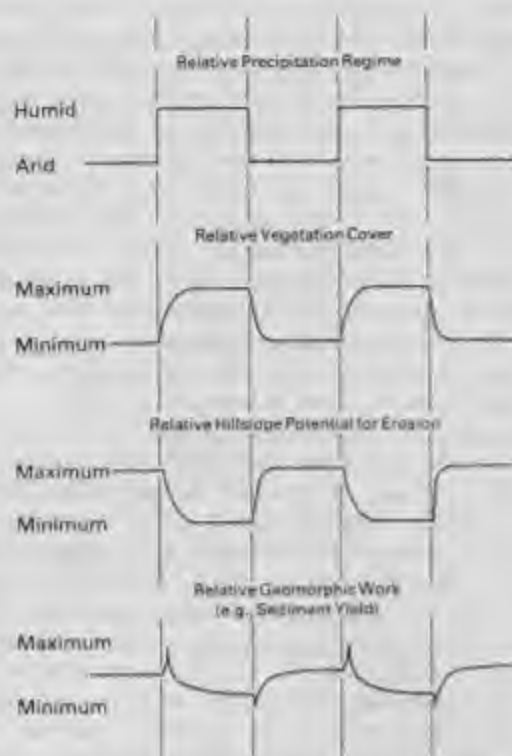 Relative Precipitation Regime
Humid
Arid
Relative Vegetation Cover
Maximum
Minimum
Relative Hillslope Potential for Erosion
Maximum
Minimum
Relative Geomorphic Work
(e.g., Sediment Yield)
Maximum
Minimum